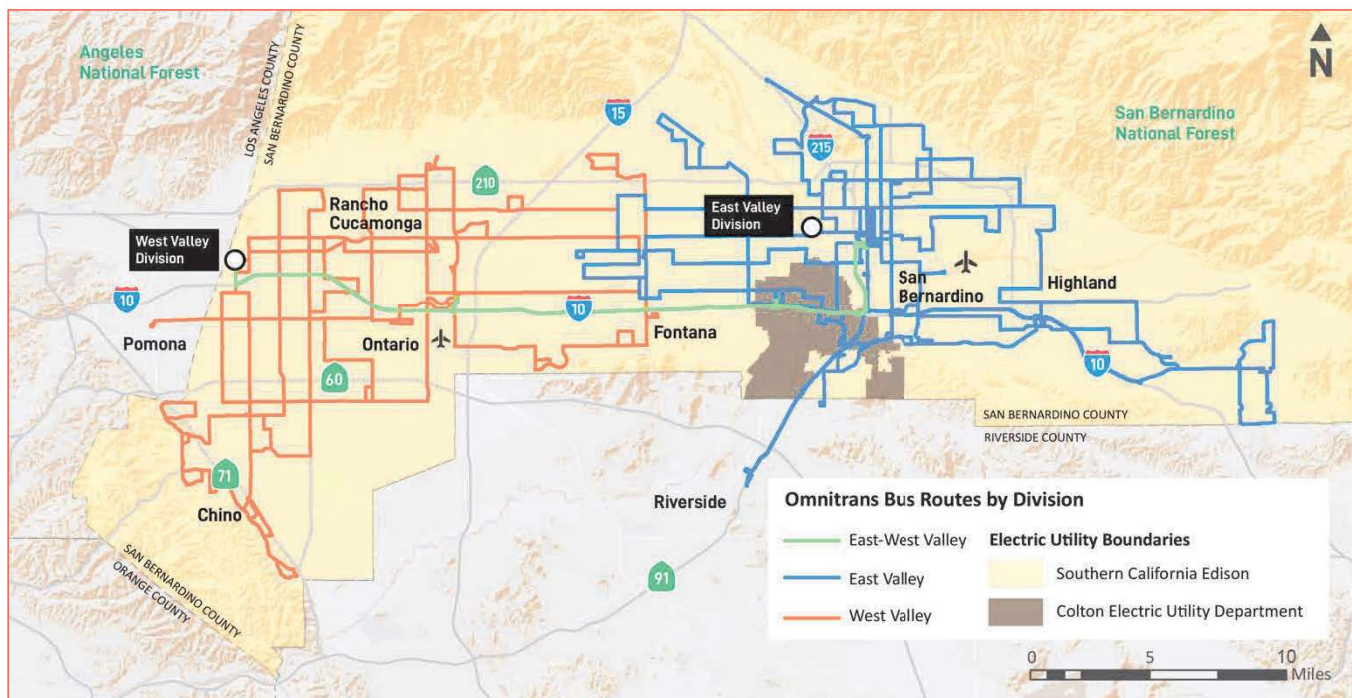 Angeles
National Forest
LOS ANGELES COUNTY
SAN BERNARDINO COUNTY
N
15
215
San Bernardino
National Forest
210
Rancho
Cucamonga
East Valley
Division
West Valley
Division
San
Bernardino
Highland
10
10
Pomona
Ontario
Fontana
60
10
SAN BERNARDINO COUNTY
RIVERSIDE COUNTY
71
Chino
Riverside
SAN BERNARDINO COUNTY
ORANGE COUNTY
91
Omnitrans Bus Routes by Division
East-West Valley
East Valley
West Valley
Electric Utility Boundaries
Southern California Edison
Colton Electric Utility Department
0 5 10
Miles